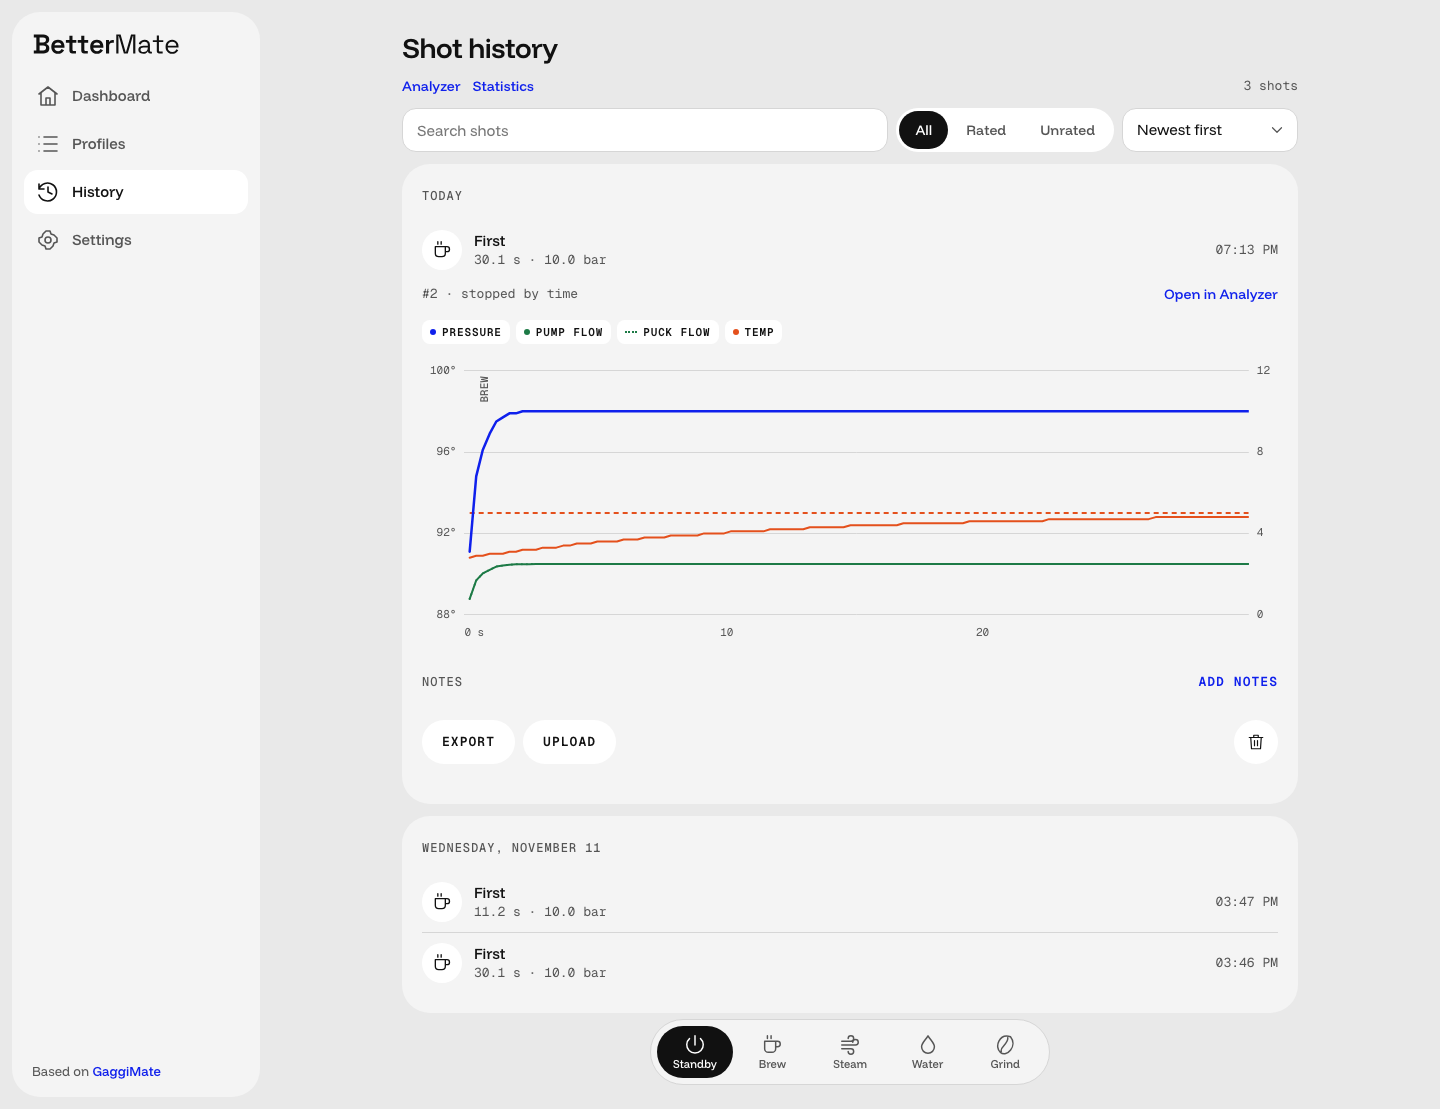 BetterMate
Dashboard
Profiles
History
Settings
Based on GaggiMate
Shot history
Analyzer Statistics
3 shots
Search shots
All Rated Unrated
Newest first
TODAY
First
30.1 s · 10.0 bar
07:13 PM
#2 · stopped by time
Open in Analyzer
PRESSURE PUMP FLOW PUCK FLOW TEMP
100° 12
BREW
96° 8
92° 4
88° 0
0 s 10 20
NOTES
ADD NOTES
EXPORT UPLOAD
WEDNESDAY, NOVEMBER 11
First
11.2 s · 10.0 bar
03:47 PM
First
30.1 s · 10.0 bar
03:46 PM
Standby Brew Steam Water Grind